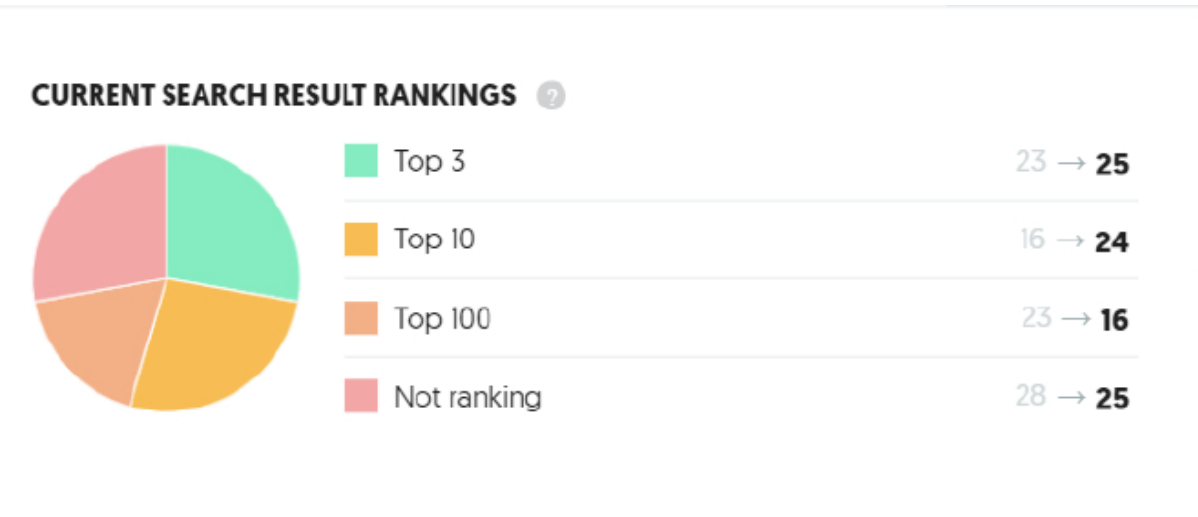 CURRENT SEARCH RESULT RANKINGS ?
Top 3 23 → 25
Top 10 16 → 24
Top 100 23 → 16
Not ranking 28 → 25